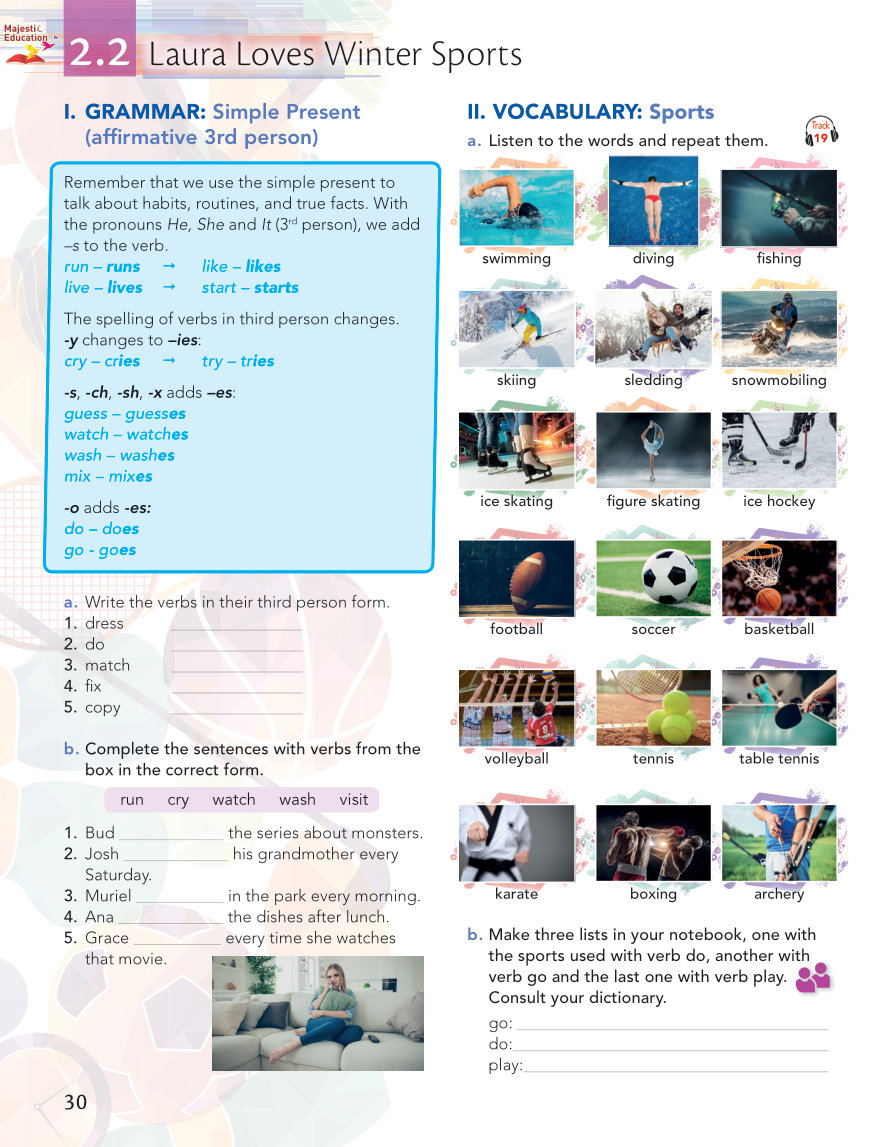 Majesti
Education
2.2 Laura Loves Winter Sports
I. GRAMMAR: Simple Present
(affirmative 3rd person)
Remember that we use the simple present to
talk about habits, routines, and true facts. With
the pronouns He, She and It (3rd person), we add
–s to the verb.
run – runs → like – likes
live – lives → start – starts
The spelling of verbs in third person changes.
-y changes to –ies:
cry – cries → try – tries
-s, -ch, -sh, -x adds –es:
guess – guesses
watch – watches
wash – washes
mix – mixes
-o adds -es:
do – does
go - goes
a. Write the verbs in their third person form.
1. dress
2. do
3. match
4. fix
5. copy
b. Complete the sentences with verbs from the
box in the correct form.
run cry watch wash visit
1. Bud ____________ the series about monsters.
2. Josh ____________ his grandmother every
Saturday.
3. Muriel __________ in the park every morning.
4. Ana ____________ the dishes after lunch.
5. Grace __________ every time she watches
that movie.
30
II. VOCABULARY: Sports
a. Listen to the words and repeat them.
Track
19
swimming diving fishing
skiing sledding snowmobiling
ice skating figure skating ice hockey
football soccer basketball
volleyball tennis table tennis
karate boxing archery
b. Make three lists in your notebook, one with
the sports used with verb do, another with
verb go and the last one with verb play.
Consult your dictionary.
go:
do:
play: